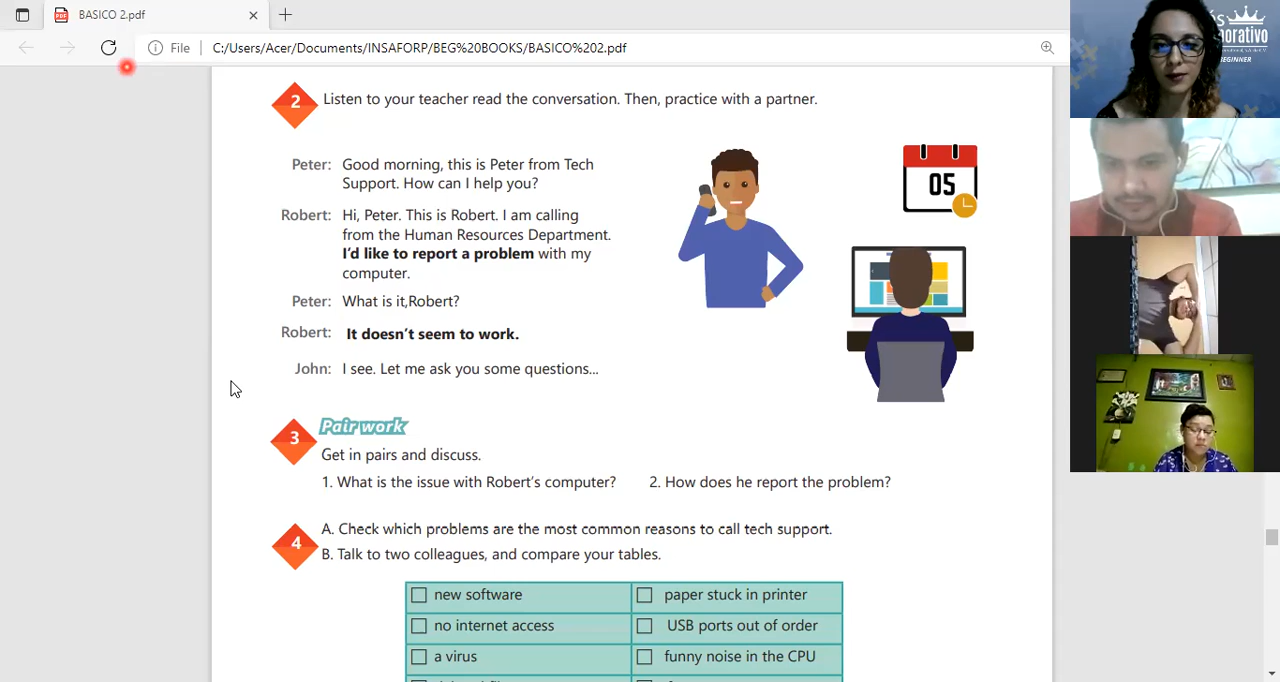 BASICO 2.pdf
File
C:/Users/Acer/Documents/INSAFORP/BEG%20BOOKS/BASICO%202.pdf
BEGINNER
2 Listen to your teacher read the conversation. Then, practice with a partner.
Peter: Good morning, this is Peter from Tech
Support. How can I help you?
Robert: Hi, Peter. This is Robert. I am calling
from the Human Resources Department.
I'd like to report a problem with my
computer.
Peter: What is it,Robert?
Robert: It doesn't seem to work.
John: I see. Let me ask you some questions...
05
3 Pair work
Get in pairs and discuss.
1. What is the issue with Robert's computer? 2. How does he report the problem?
4 A. Check which problems are the most common reasons to call tech support.
B. Talk to two colleagues, and compare your tables.
new software paper stuck in printer
no internet access USB ports out of order
a virus funny noise in the CPU